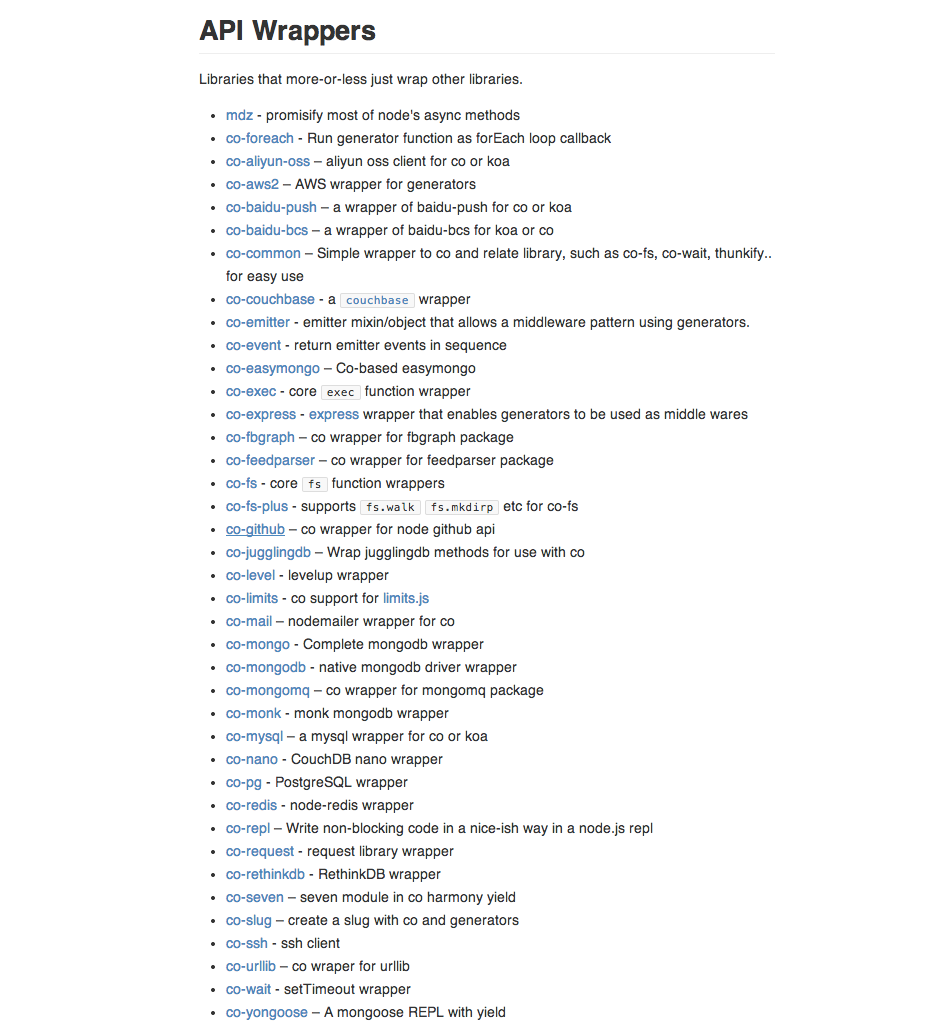 API Wrappers
Libraries that more-or-less just wrap other libraries.
• mdz - promisify most of node's async methods
• co-foreach - Run generator function as forEach loop callback
• co-aliyun-oss – aliyun oss client for co or koa
• co-aws2 – AWS wrapper for generators
• co-baidu-push – a wrapper of baidu-push for co or koa
• co-baidu-bcs – a wrapper of baidu-bcs for koa or co
• co-common – Simple wrapper to co and relate library, such as co-fs, co-wait, thunkify..
for easy use
• co-couchbase - a couchbase wrapper
• co-emitter - emitter mixin/object that allows a middleware pattern using generators.
• co-event - return emitter events in sequence
• co-easymongo – Co-based easymongo
• co-exec - core exec function wrapper
• co-express - express wrapper that enables generators to be used as middle wares
• co-fbgraph – co wrapper for fbgraph package
• co-feedparser – co wrapper for feedparser package
• co-fs - core fs function wrappers
• co-fs-plus - supports fs.walk fs.mkdirp etc for co-fs
• co-github – co wrapper for node github api
• co-jugglingdb – Wrap jugglingdb methods for use with co
• co-level - levelup wrapper
• co-limits - co support for limits.js
• co-mail – nodemailer wrapper for co
• co-mongo - Complete mongodb wrapper
• co-mongodb - native mongodb driver wrapper
• co-mongomq – co wrapper for mongomq package
• co-monk - monk mongodb wrapper
• co-mysql – a mysql wrapper for co or koa
• co-nano - CouchDB nano wrapper
• co-pg - PostgreSQL wrapper
• co-redis - node-redis wrapper
• co-repl – Write non-blocking code in a nice-ish way in a node.js repl
• co-request - request library wrapper
• co-rethinkdb - RethinkDB wrapper
• co-seven – seven module in co harmony yield
• co-slug – create a slug with co and generators
• co-ssh - ssh client
• co-urllib – co wraper for urllib
• co-wait - setTimeout wrapper
• co-yongoose – A mongoose REPL with yield